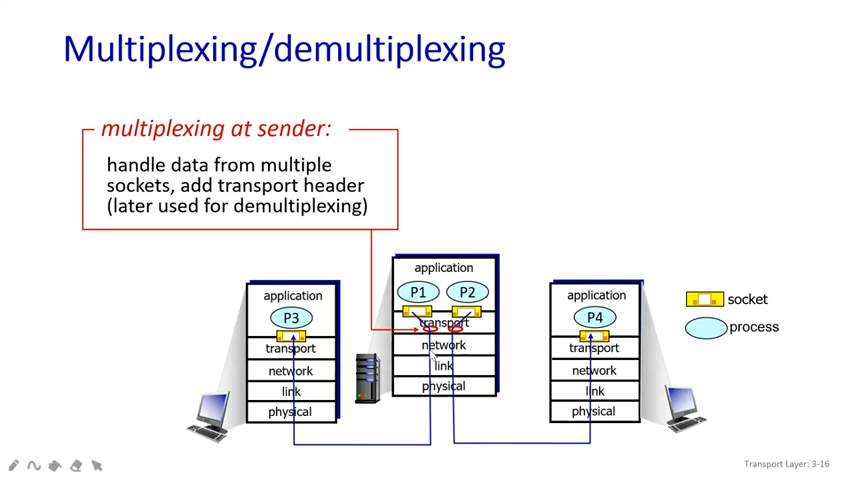 Multiplexing/demultiplexing
multiplexing at sender:
handle data from multiple
sockets, add transport header
(later used for demultiplexing)
application
P3
transport
network
link
physical
application
P1 P2
transport
network
link
physical
application
P4
transport
network
link
physical
socket
process
Transport Layer: 3-16